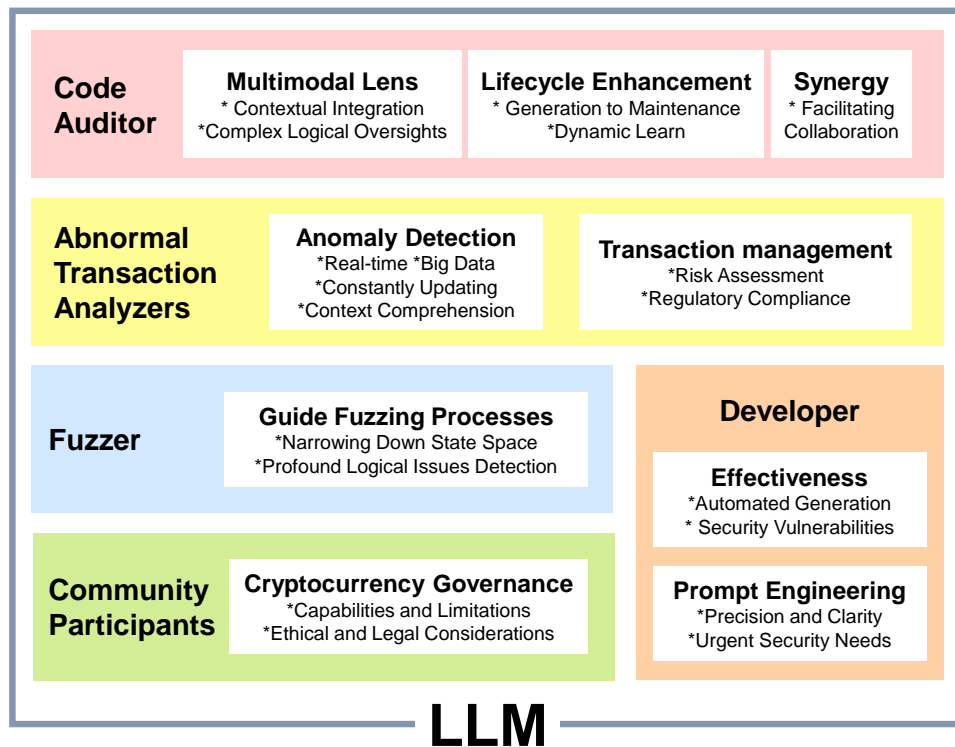 Code
Auditor
Multimodal Lens
* Contextual Integration
*Complex Logical Oversights
Lifecycle Enhancement
* Generation to Maintenance
*Dynamic Learn
Synergy
* Facilitating
Collaboration
Abnormal
Transaction
Analyzers
Anomaly Detection
*Real-time *Big Data
*Constantly Updating
*Context Comprehension
Transaction management
*Risk Assessment
*Regulatory Compliance
Fuzzer
Guide Fuzzing Processes
*Narrowing Down State Space
*Profound Logical Issues Detection
Developer
Effectiveness
*Automated Generation
* Security Vulnerabilities
Prompt Engineering
*Precision and Clarity
*Urgent Security Needs
Community
Participants
Cryptocurrency Governance
*Capabilities and Limitations
*Ethical and Legal Considerations
LLM